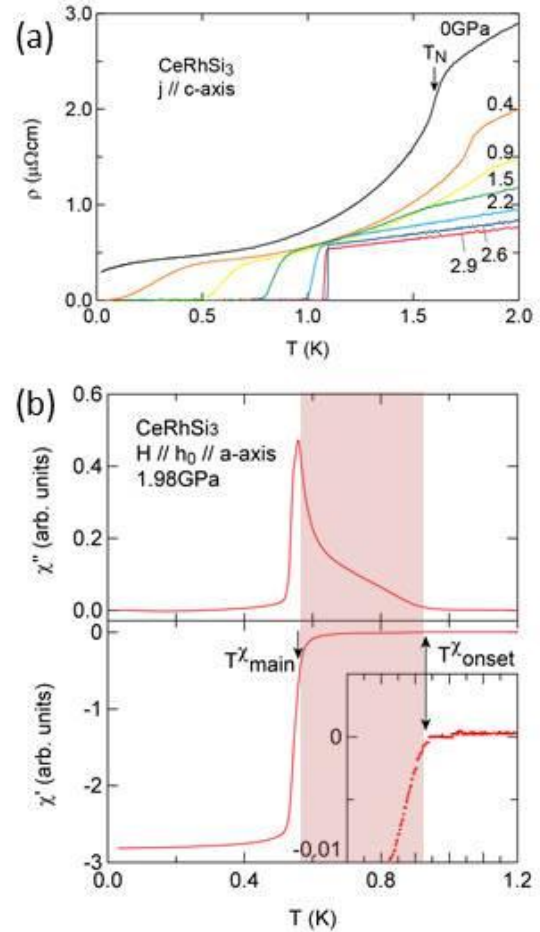 (a)
3.0
2.0
1.0
0.0
ρ (μΩcm)
CeRhSi3
j // c-axis
0GPa
TN
0.4
0.9
1.5
2.2
2.6
2.9
0.0 0.5 1.0 1.5 2.0
T (K)
(b)
0.6
0.4
0.2
0.0
χ'' (arb. units)
CeRhSi3
H // h0 // a-axis
1.98GPa
0
-1
-2
-3
χ' (arb. units)
Tχmain
Tχonset
0
-0.01
0.0 0.4 0.8 1.2
T (K)